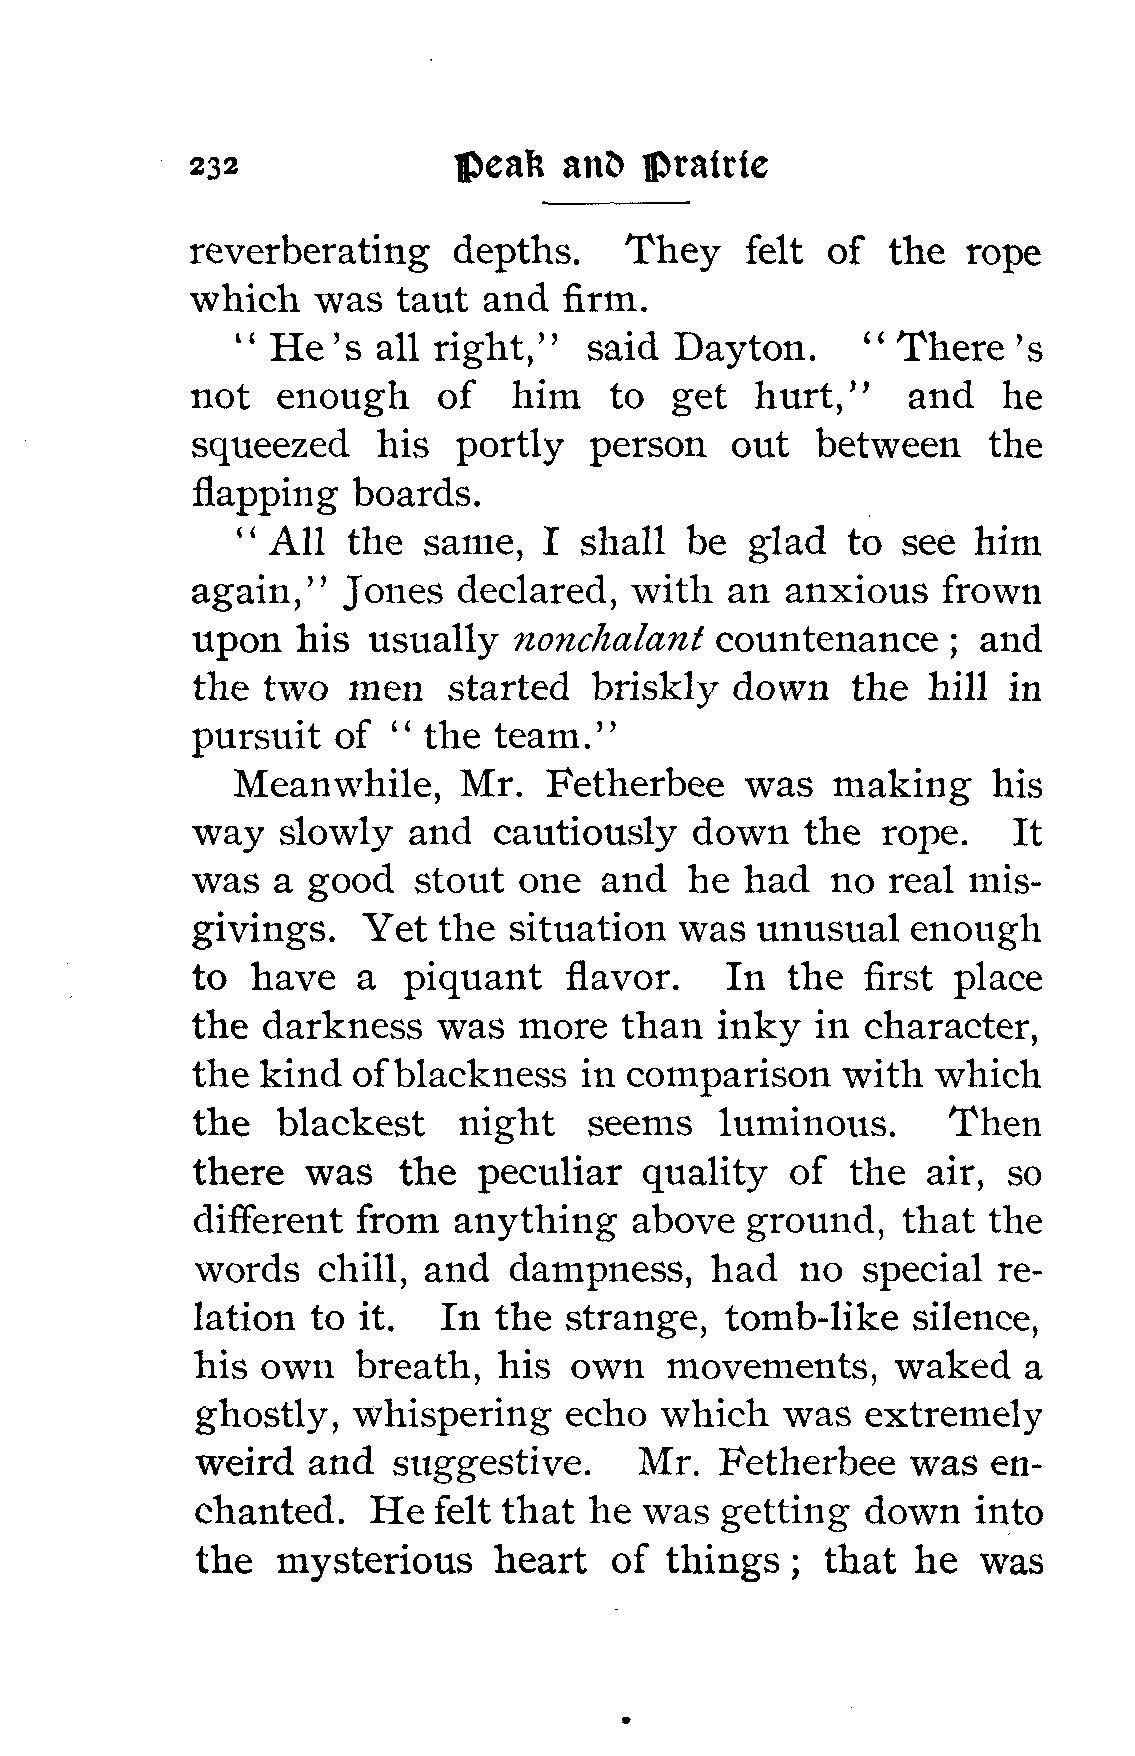 232 Peak and Prairie
reverberating depths. They felt of the rope
which was taut and firm.
"He's all right," said Dayton. "There's
not enough of him to get hurt," and he
squeezed his portly person out between the
flapping boards.
"All the same, I shall be glad to see him
again," Jones declared, with an anxious frown
upon his usually nonchalant countenance; and
the two men started briskly down the hill in
pursuit of "the team."
Meanwhile, Mr. Fetherbee was making his
way slowly and cautiously down the rope. It
was a good stout one and he had no real mis-
givings. Yet the situation was unusual enough
to have a piquant flavor. In the first place
the darkness was more than inky in character,
the kind of blackness in comparison with which
the blackest night seems luminous. Then
there was the peculiar quality of the air, so
different from anything above ground, that the
words chill, and dampness, had no special re-
lation to it. In the strange, tomb-like silence,
his own breath, his own movements, waked a
ghostly, whispering echo which was extremely
weird and suggestive. Mr. Fetherbee was en-
chanted. He felt that he was getting down into
the mysterious heart of things; that he was